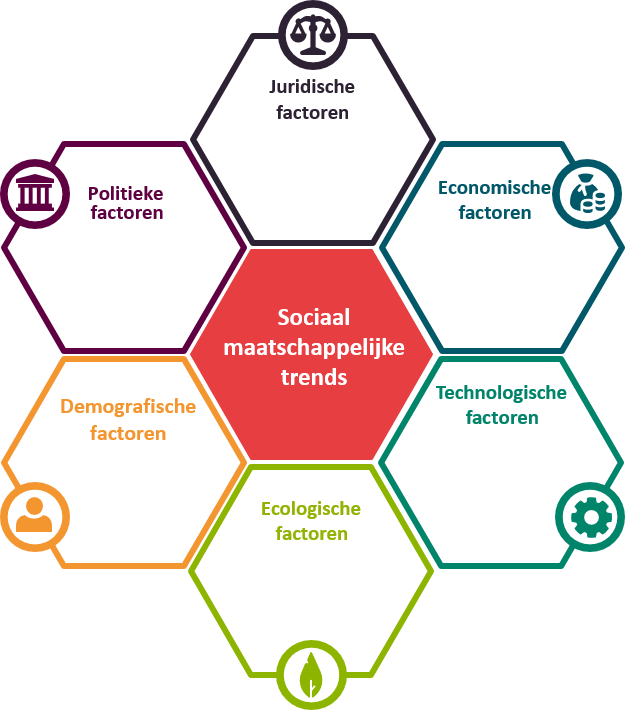 Juridische
factoren
Politieke
factoren
Economische
factoren
Sociaal
maatschappelijke
trends
Demografische
factoren
Technologische
factoren
Ecologische
factoren